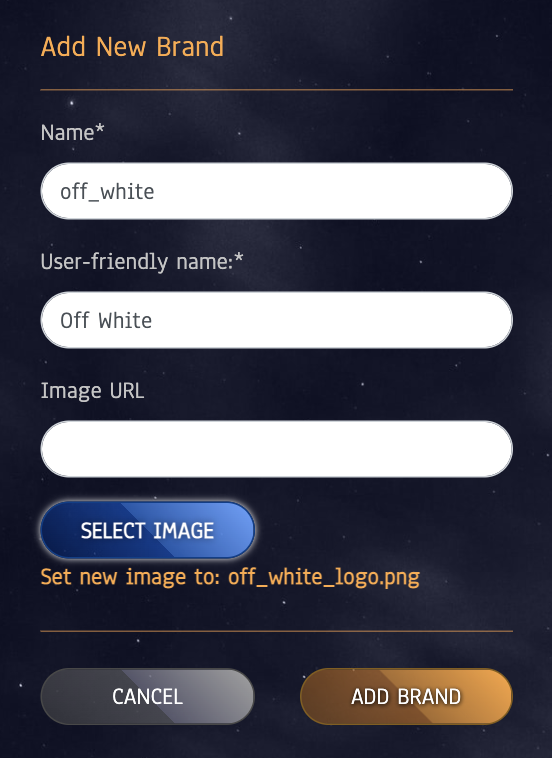 Add New Brand
Name*
off_white
User-friendly name:*
Off White
Image URL
SELECT IMAGE
Set new image to: off_white_logo.png
CANCEL
ADD BRAND